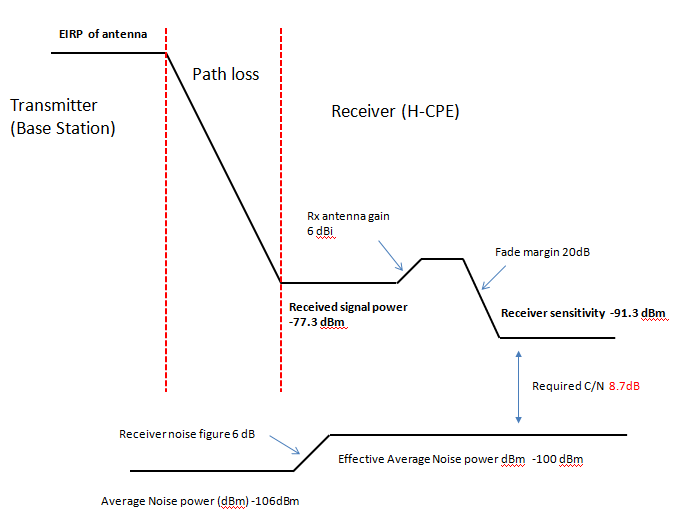 EIRP of antenna
Path loss
Transmitter
(Base Station)
Receiver (H-CPE)
Rx antenna gain
6 dBi
Fade margin 20dB
Received signal power
-77.3 dBm
Receiver sensitivity -91.3 dBm
Required C/N 8.7dB
Receiver noise figure 6 dB
Effective Average Noise power dBm -100 dBm
Average Noise power (dBm) -106dBm